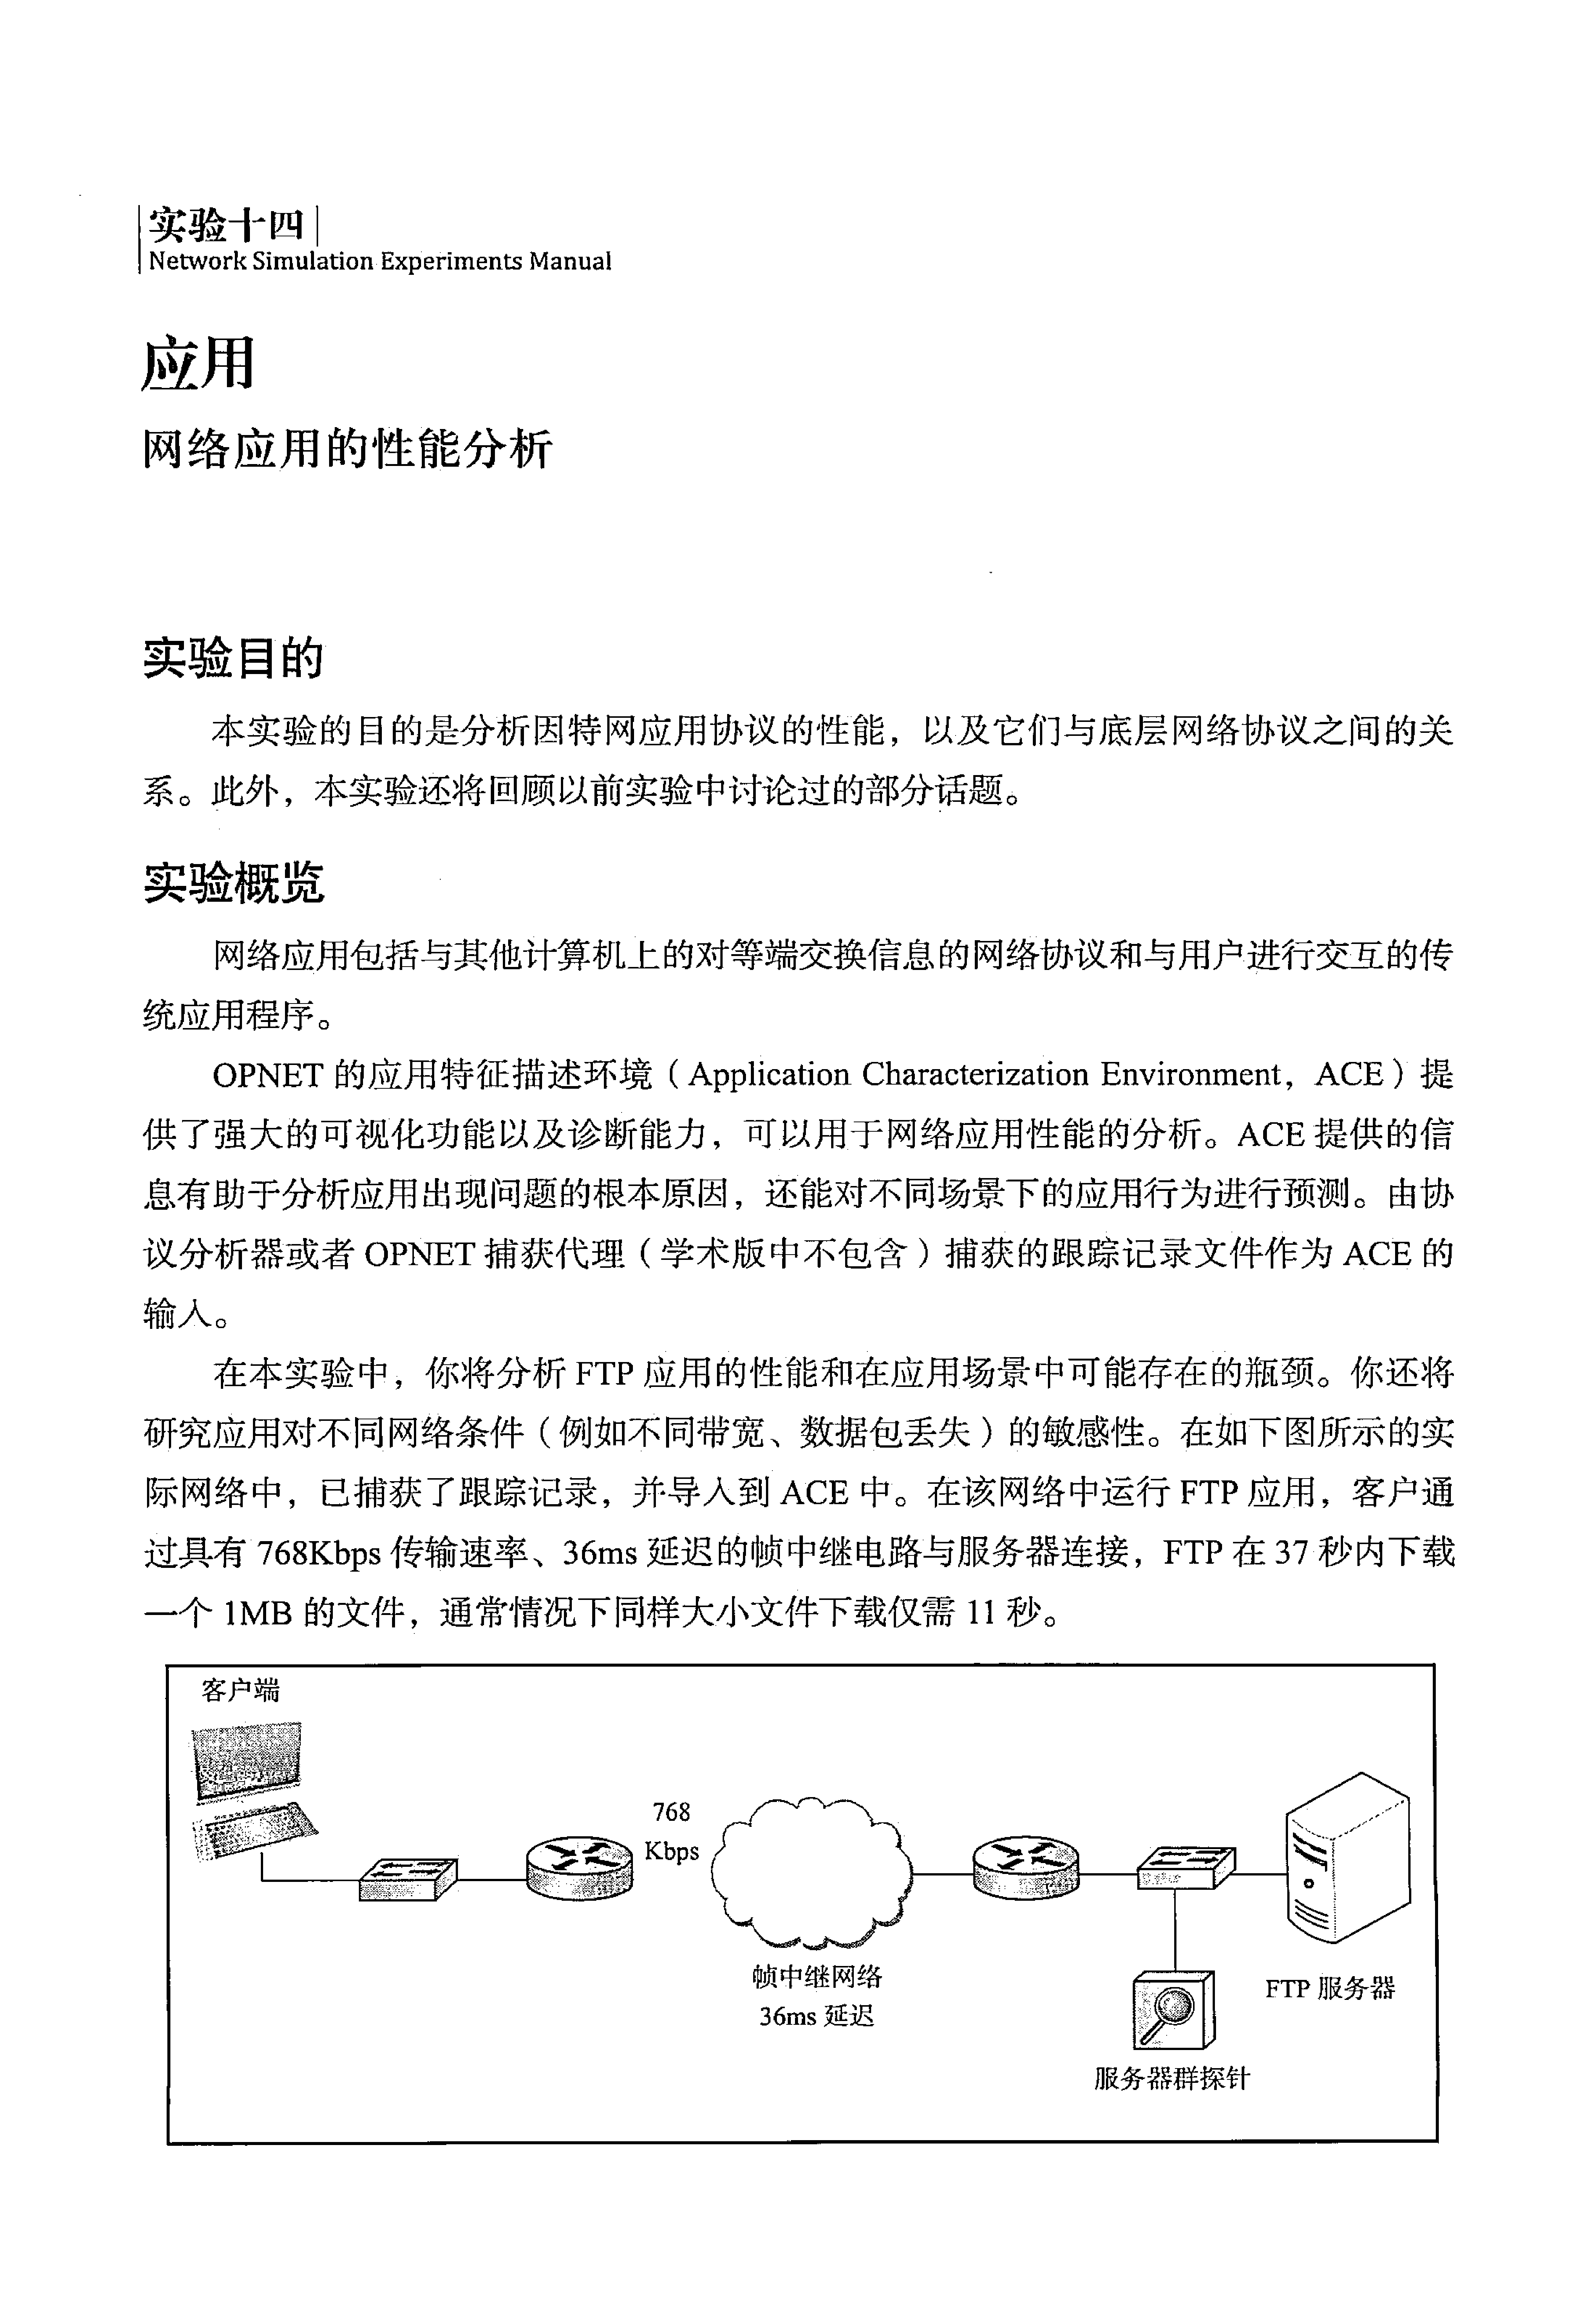 实验十四
Network Simulation Experiments Manual
应用
网络应用的性能分析
实验目的
本实验的目的是分析因特网应用协议的性能，以及它们与底层网络协议之间的关
系。此外，本实验还将回顾以前实验中讨论过的部分话题。
实验概览
网络应用包括与其他计算机上的对等端交换信息的网络协议和与用户进行交互的传
统应用程序。
OPNET 的应用特征描述环境（Application Characterization Environment，ACE）提
供了强大的可视化功能以及诊断能力，可以用于网络应用性能的分析。ACE 提供的信
息有助于分析应用出现问题的根本原因，还能对不同场景下的应用行为进行预测。由协
议分析器或者 OPNET 捕获代理（学术版中不包含）捕获的跟踪记录文件作为 ACE 的
输入。
在本实验中，你将分析 FTP 应用的性能和在应用场景中可能存在的瓶颈。你还将
研究应用对不同网络条件（例如不同带宽、数据包丢失）的敏感性。在如下图所示的实
际网络中，已捕获了跟踪记录，并导入到 ACE 中。在该网络中运行 FTP 应用，客户通
过具有 768Kbps 传输速率、36ms 延迟的帧中继电路与服务器连接，FTP 在 37 秒内下载
一个 1MB 的文件，通常情况下同样大小文件下载仅需 11 秒。
客户端
768
Kbps
帧中继网络
36ms 延迟
FTP 服务器
服务器群探针